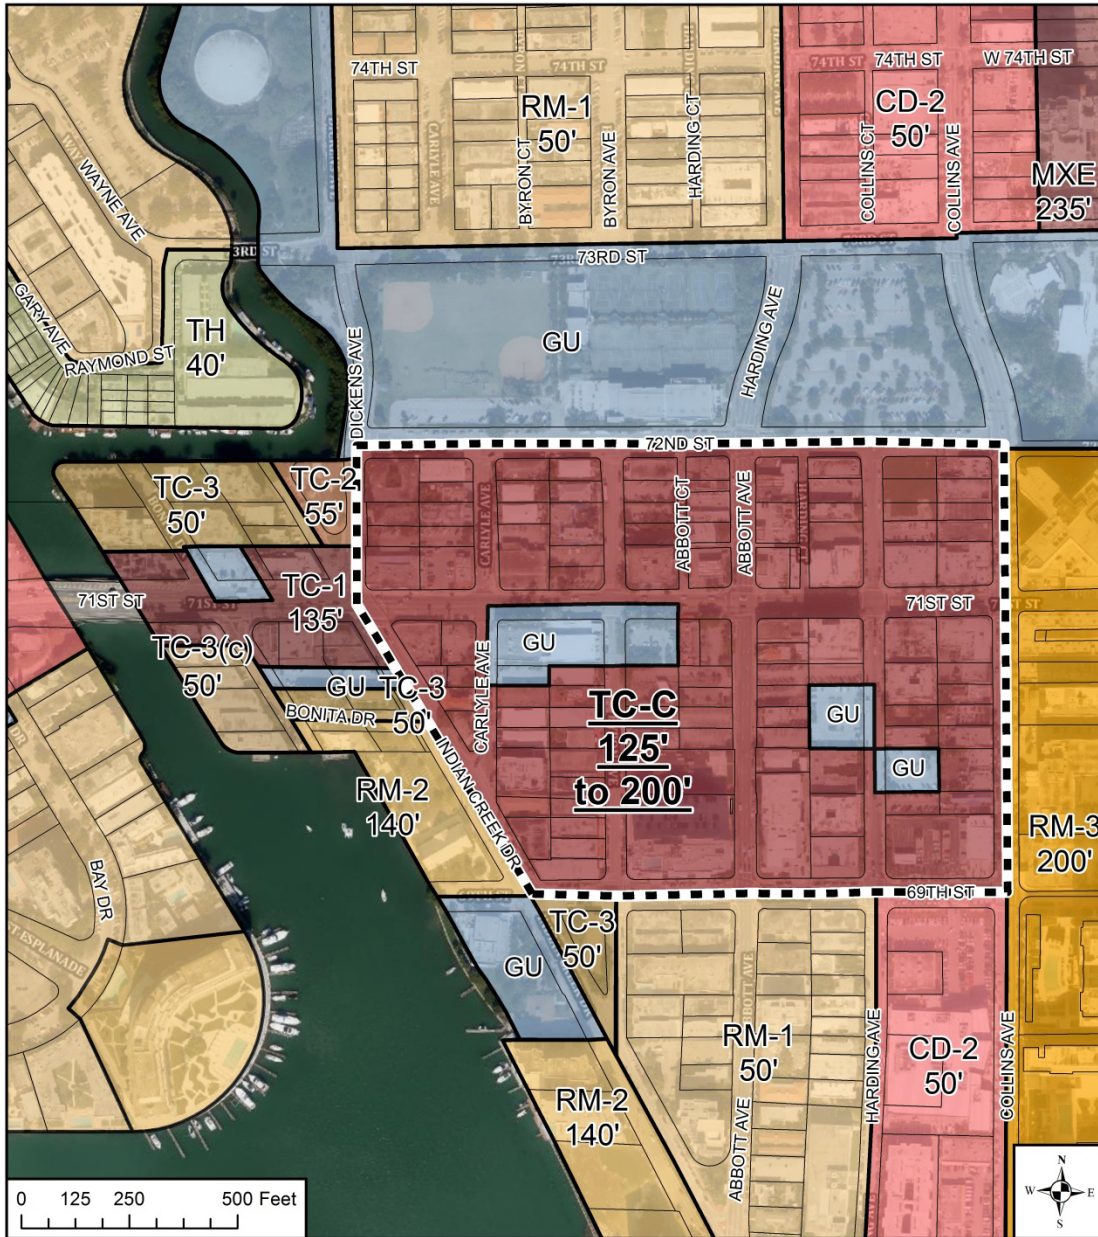 74TH ST
74TH ST
74TH ST
74TH ST
W 74TH ST
RM-1
50'
CD-2
50'
CARLYLE AVE
BYRON CT
BYRON AVE
HARDING CT
COLLINS CT
COLLINS AVE
MXE
235'
WAYNE AVE
3RD ST
73RD ST
GARY AVE
RAYMOND ST
TH
40'
DICKENS AVE
GU
HARDING AVE
72ND ST
TC-3
50'
TC-2
55'
CARLYLE AVE
ABBOTT CT
ABBOTT AVE
71ST ST
71ST ST
TC-1
135'
71ST ST
TC-3(c)
50'
GU
TC-3
50'
BONITA DR
CARLYLE AVE
GU
TC-C
125'
to 200'
GU
GU
INDIAN CREEK DR
RM-2
140'
RM-3
200'
BAY DR
69TH ST
TC-3
50'
GU
ESPLANADE
RM-1
50'
ABBOTT AVE
HARDING AVE
CD-2
50'
COLLINS AVE
RM-2
140'
0 125 250 500 Feet
N
W E
S